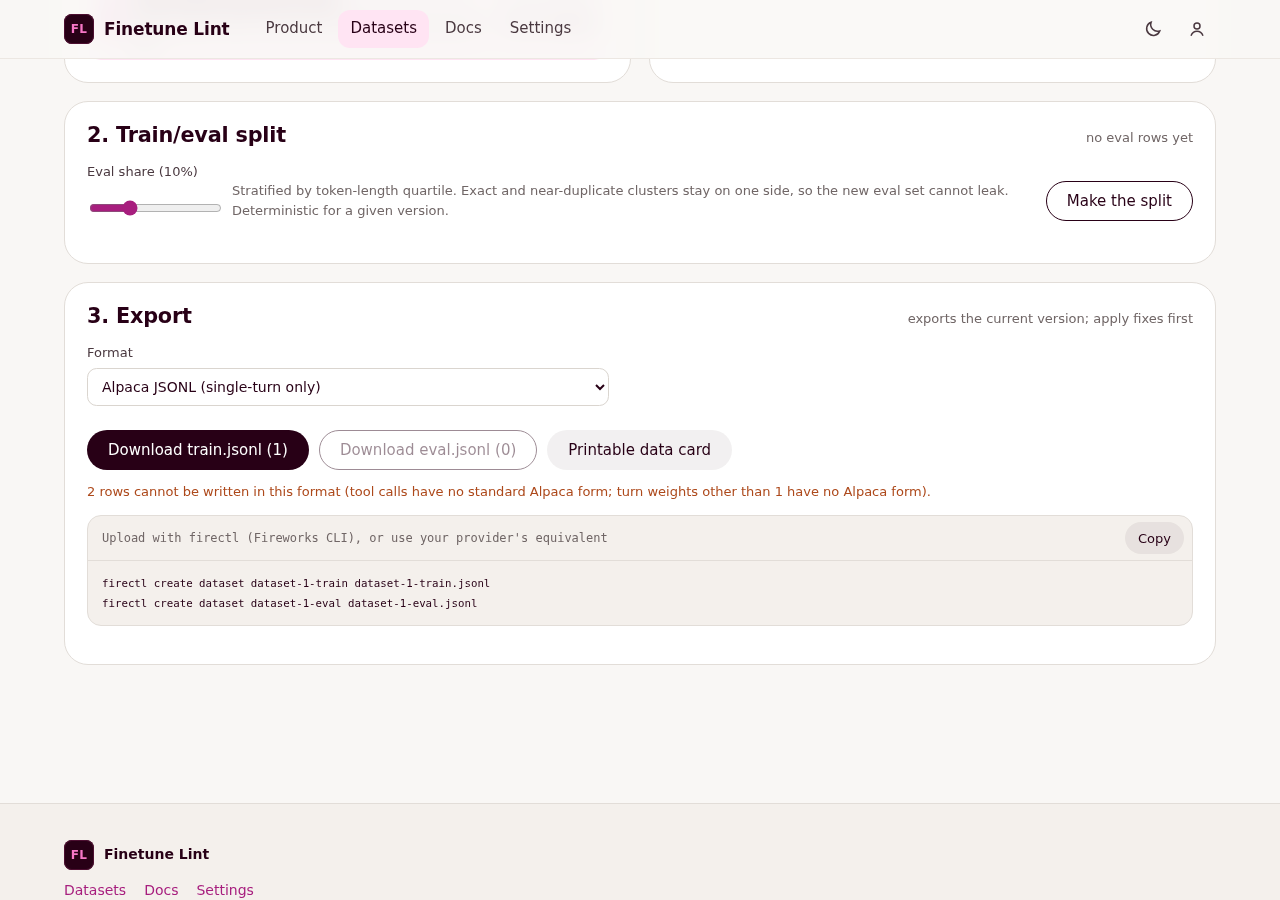 FL Finetune Lint Product Datasets Docs Settings
2. Train/eval split
no eval rows yet
Eval share (10%)
Stratified by token-length quartile. Exact and near-duplicate clusters stay on one side, so the new eval set cannot leak.
Deterministic for a given version.
Make the split
3. Export
exports the current version; apply fixes first
Format
Alpaca JSONL (single-turn only)
Download train.jsonl (1) Download eval.jsonl (0) Printable data card
2 rows cannot be written in this format (tool calls have no standard Alpaca form; turn weights other than 1 have no Alpaca form).
Upload with firectl (Fireworks CLI), or use your provider's equivalent
Copy
firectl create dataset dataset-1-train dataset-1-train.jsonl
firectl create dataset dataset-1-eval dataset-1-eval.jsonl
FL Finetune Lint
Datasets Docs Settings